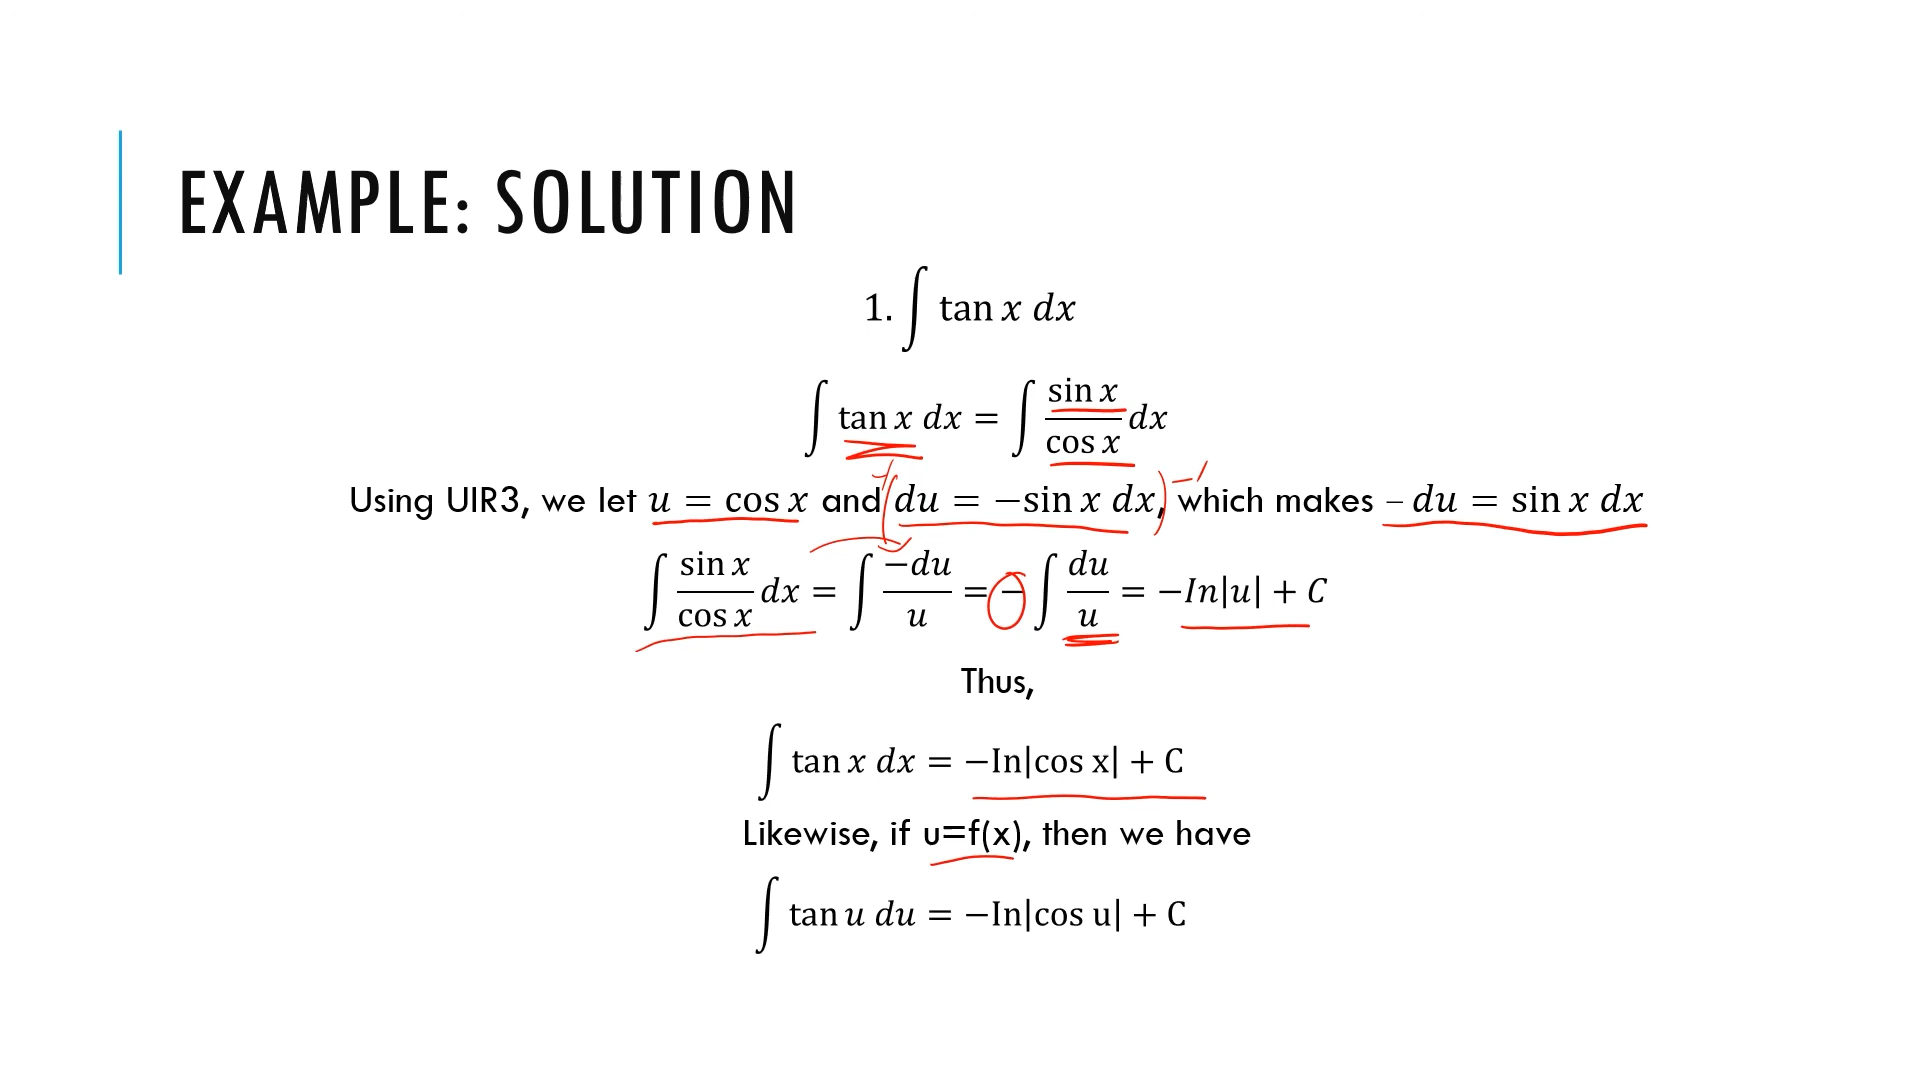 EXAMPLE: SOLUTION
1. ∫ tan x dx
∫ tan x dx = ∫ sin x / cos x dx
Using UIR3, we let u = cos x and (du = −sin x dx,) which makes – du = sin x dx
∫ sin x / cos x dx = ∫ −du / u = − ∫ du / u = −In|u| + C
Thus,
∫ tan x dx = −In|cos x| + C
Likewise, if u=f(x), then we have
∫ tan u du = −In|cos u| + C